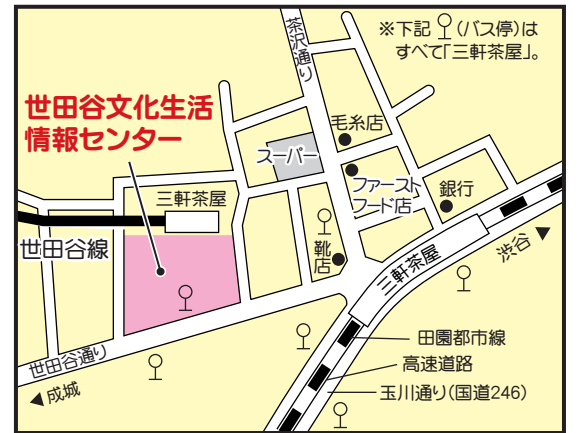 ※下記 (バス停)は
すべて「三軒茶屋」。
茶沢通り
世田谷文化生活
情報センター
毛糸店
スーパー
ファースト
フード店
銀行
三軒茶屋
世田谷線
靴店
三軒茶屋
渋谷▶
田園都市線
高速道路
玉川通り(国道246)
世田谷通り
◀成城